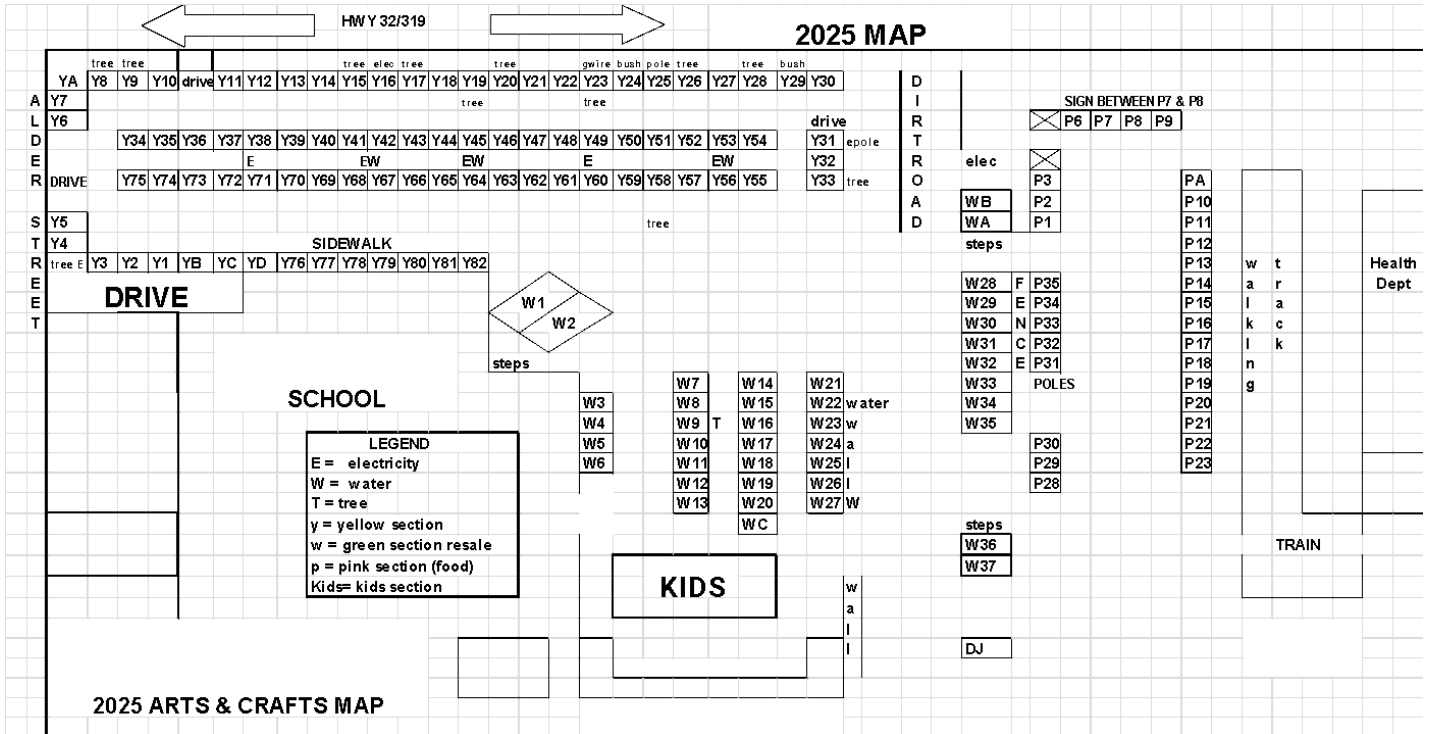 HWY 32/319
2025 MAP
tree tree tree elec tree tree gwire bush pole tree tree bush
YA Y8 Y9 Y10 drive Y11 Y12 Y13 Y14 Y15 Y16 Y17 Y18 Y19 Y20 Y21 Y22 Y23 Y24 Y25 Y26 Y27 Y28 Y29 Y30
Y7 tree tree
Y6 drive
Y34 Y35 Y36 Y37 Y38 Y39 Y40 Y41 Y42 Y43 Y44 Y45 Y46 Y47 Y48 Y49 Y50 Y51 Y52 Y53 Y54 Y31 epole
E EW EW E EW Y32
DRIVE Y75 Y74 Y73 Y72 Y71 Y70 Y69 Y68 Y67 Y66 Y65 Y64 Y63 Y62 Y61 Y60 Y59 Y58 Y57 Y56 Y55 Y33 tree
Y5 tree
Y4 SIDEWALK
tree E Y3 Y2 Y1 YB YC YD Y76 Y77 Y78 Y79 Y80 Y81 Y82
ALDER STREET
DRIVE
DIRT ROAD
SIGN BETWEEN P7 & P8
P6 P7 P8 P9
elec
P3
WB P2
WA P1
steps
W28 P35
W29 P34
W30 P33
W31 P32
W32 P31
FENCE
W33 POLES
W34
W35
P30
P29
P28
PA
P10
P11
P12
P13
P14
P15
P16
P17
P18
P19
P20
P21
P22
P23
walking
track
Health
Dept
TRAIN
W1
W2
steps
SCHOOL
W3
W4
W5
W6
W7 W14 W21
W8 W15 W22 water
W9 T W16 W23 w
W10 W17 W24 a
W11 W18 W25 l
W12 W19 W26 l
W13 W20 W27 W
WC
LEGEND
E = electricity
W = water
T = tree
y = yellow section
w = green section resale
p = pink section (food)
Kids= kids section
KIDS
wall
steps
W36
W37
DJ
2025 ARTS & CRAFTS MAP